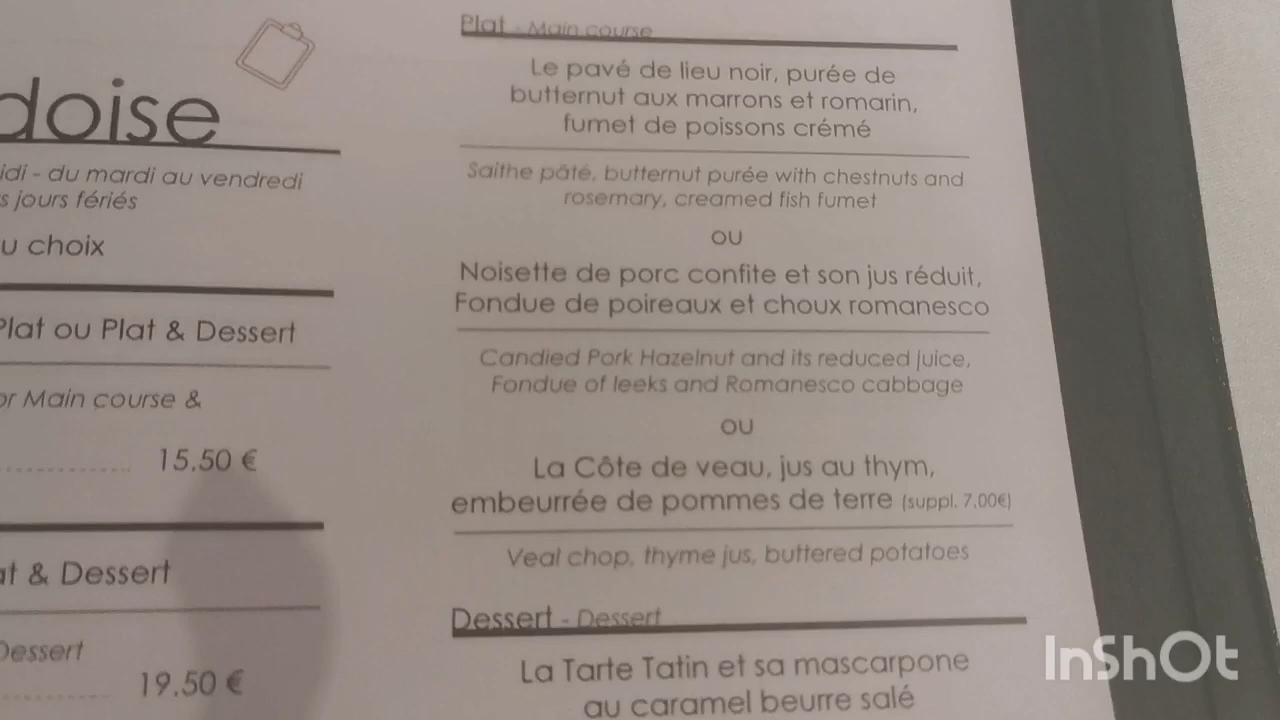 doise
idi - du mardi au vendredi
s jours fériés
u choix
Plat ou Plat & Dessert
or Main course &
15.50 €
at & Dessert
Dessert
19.50 €
Plat - Main course
Le pavé de lieu noir, purée de
butternut aux marrons et romarin,
fumet de poissons crémé
Saithe pâté, butternut purée with chestnuts and
rosemary, creamed fish fumet
OU
Noisette de porc confite et son jus réduit,
Fondue de poireaux et choux romanesco
Candied Pork Hazelnut and its reduced juice,
Fondue of leeks and Romanesco cabbage
OU
La Côte de veau, jus au thym,
embeurrée de pommes de terre (suppl. 7.00€)
Veal chop, thyme jus, buttered potatoes
Dessert - Dessert
La Tarte Tatin et sa mascarpone
au caramel beurre salé
InShOt